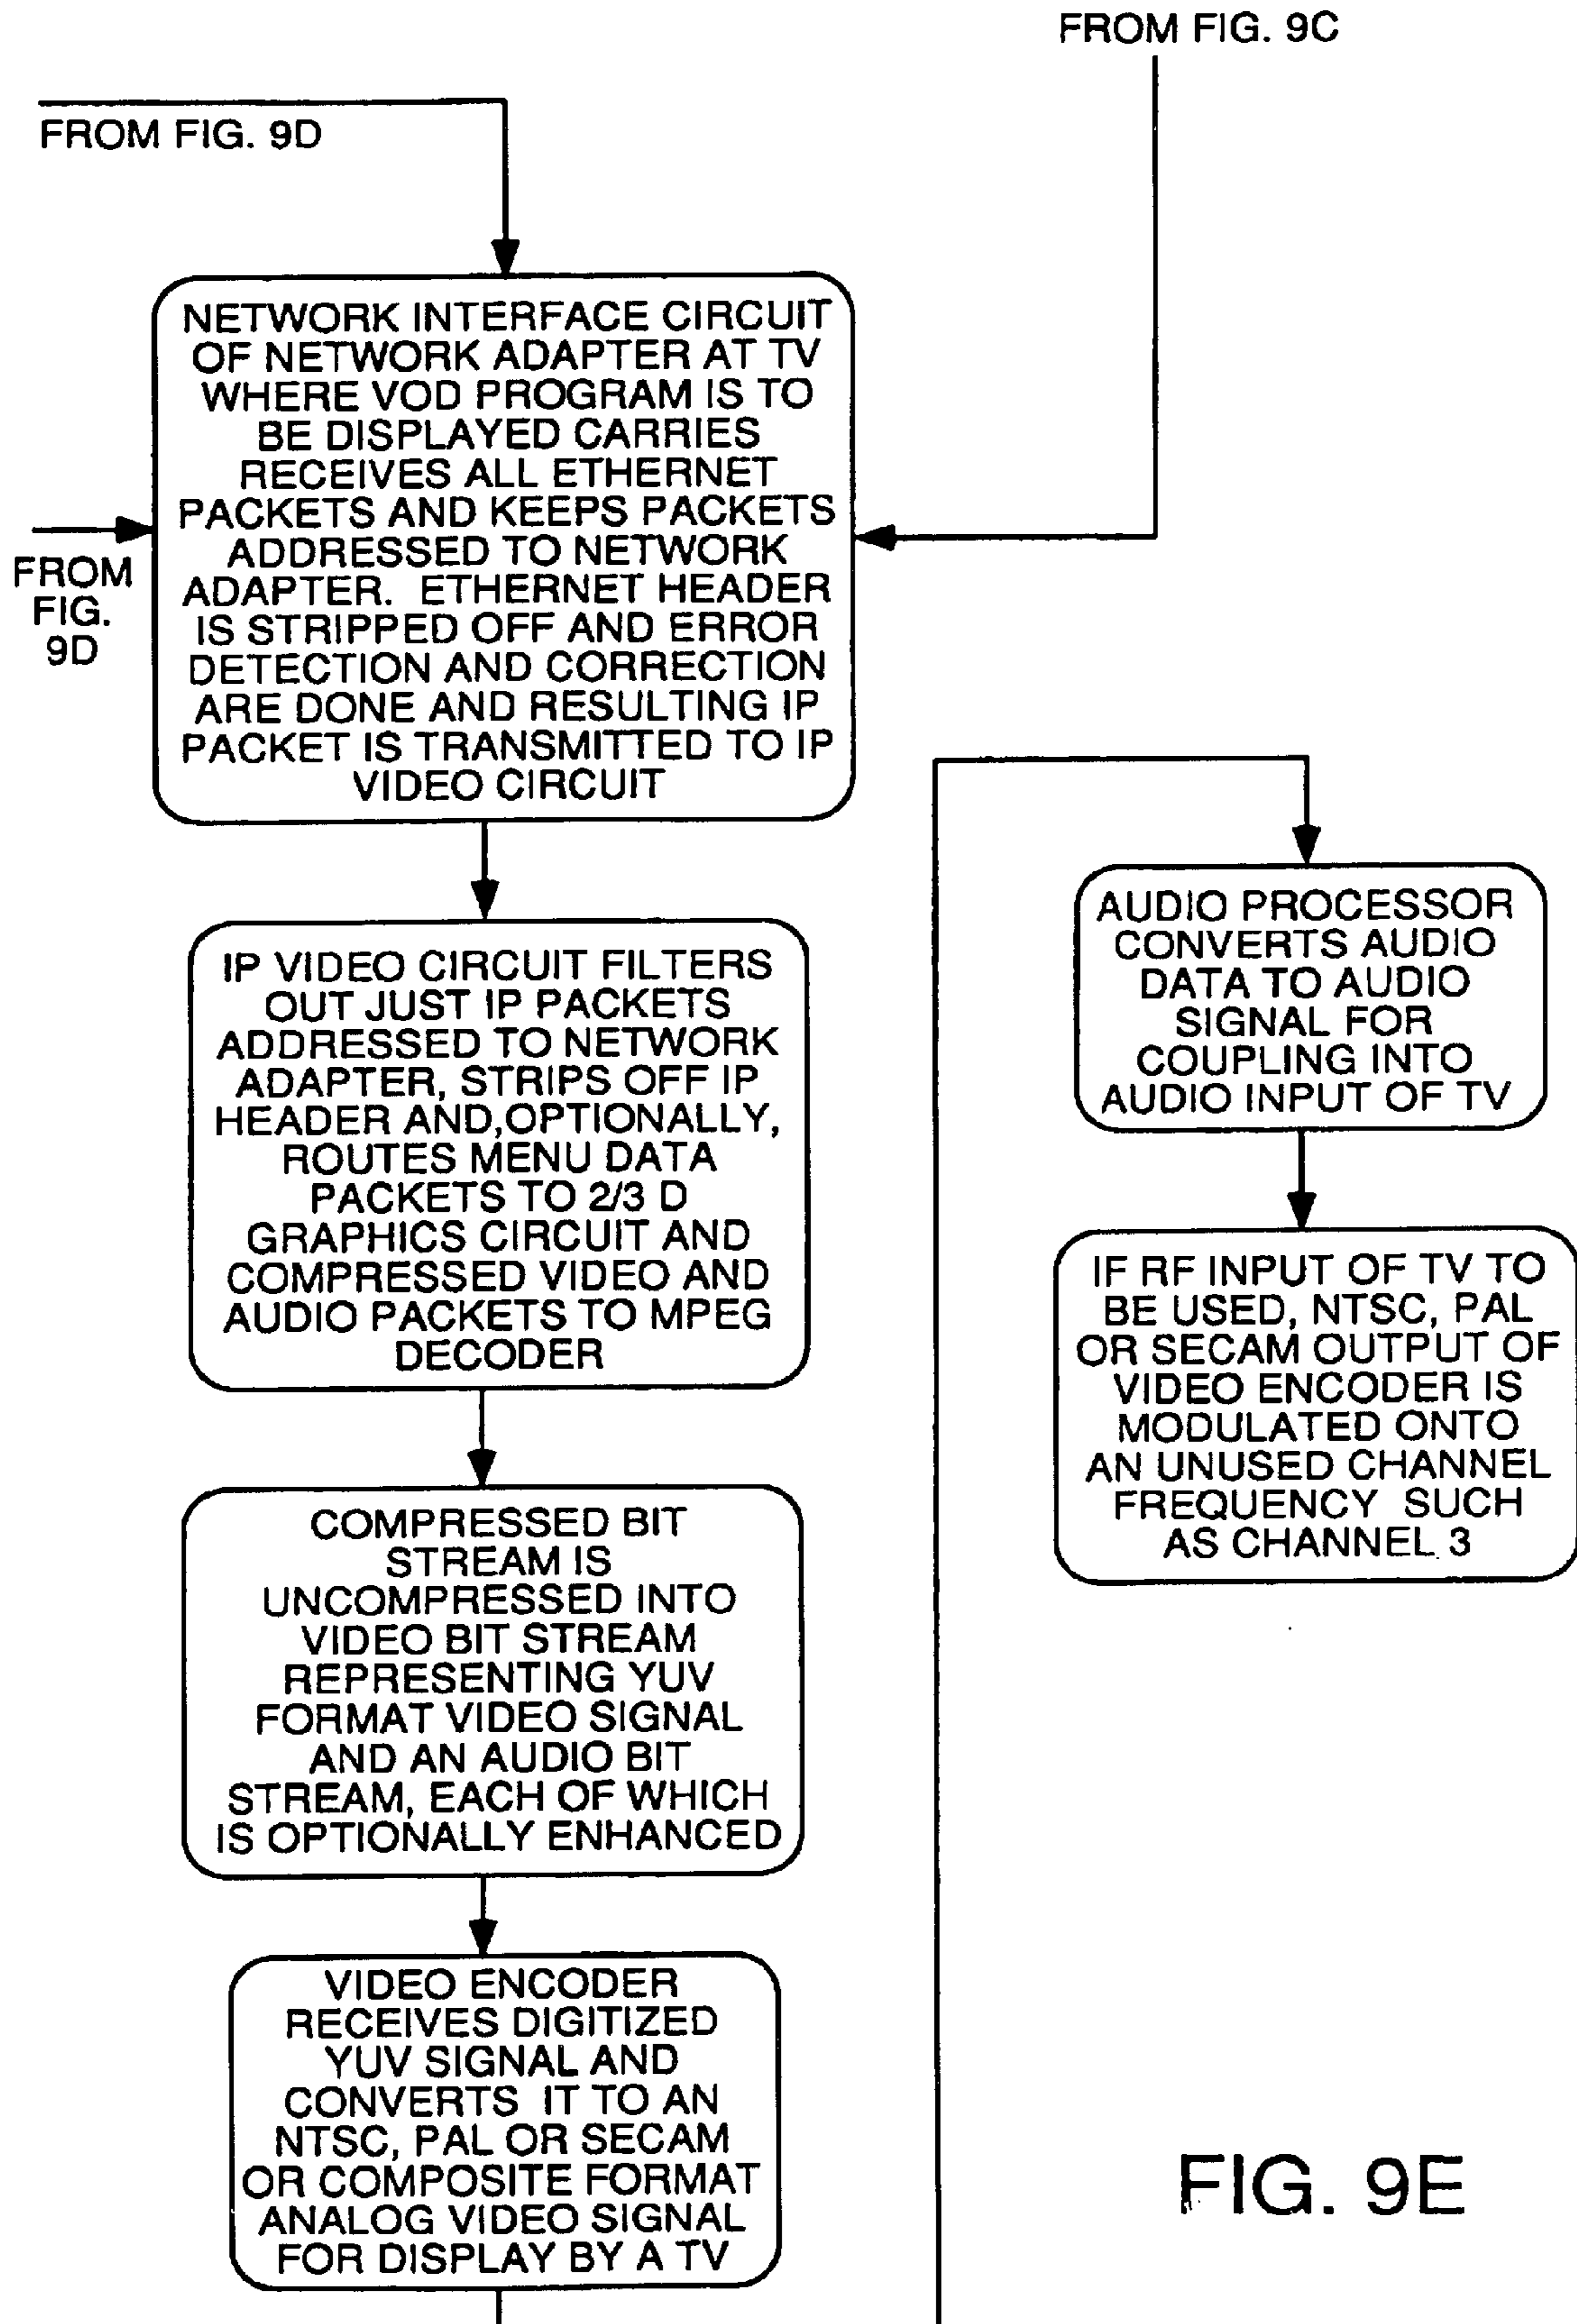 FROM FIG. 9C
FROM FIG. 9D
NETWORK INTERFACE CIRCUIT
OF NETWORK ADAPTER AT TV
WHERE VOD PROGRAM IS TO
BE DISPLAYED CARRIES
RECEIVES ALL ETHERNET
PACKETS AND KEEPS PACKETS
ADDRESSED TO NETWORK
ADAPTER. ETHERNET HEADER
IS STRIPPED OFF AND ERROR
DETECTION AND CORRECTION
ARE DONE AND RESULTING IP
PACKET IS TRANSMITTED TO IP
VIDEO CIRCUIT
FROM
FIG.
9D
IP VIDEO CIRCUIT FILTERS
OUT JUST IP PACKETS
ADDRESSED TO NETWORK
ADAPTER, STRIPS OFF IP
HEADER AND,OPTIONALLY,
ROUTES MENU DATA
PACKETS TO 2/3 D
GRAPHICS CIRCUIT AND
COMPRESSED VIDEO AND
AUDIO PACKETS TO MPEG
DECODER
COMPRESSED BIT
STREAM IS
UNCOMPRESSED INTO
VIDEO BIT STREAM
REPRESENTING YUV
FORMAT VIDEO SIGNAL
AND AN AUDIO BIT
STREAM, EACH OF WHICH
IS OPTIONALLY ENHANCED
VIDEO ENCODER
RECEIVES DIGITIZED
YUV SIGNAL AND
CONVERTS IT TO AN
NTSC, PAL OR SECAM
OR COMPOSITE FORMAT
ANALOG VIDEO SIGNAL
FOR DISPLAY BY A TV
AUDIO PROCESSOR
CONVERTS AUDIO
DATA TO AUDIO
SIGNAL FOR
COUPLING INTO
AUDIO INPUT OF TV
IF RF INPUT OF TV TO
BE USED, NTSC, PAL
OR SECAM OUTPUT OF
VIDEO ENCODER IS
MODULATED ONTO
AN UNUSED CHANNEL
FREQUENCY SUCH
AS CHANNEL 3
FIG. 9E